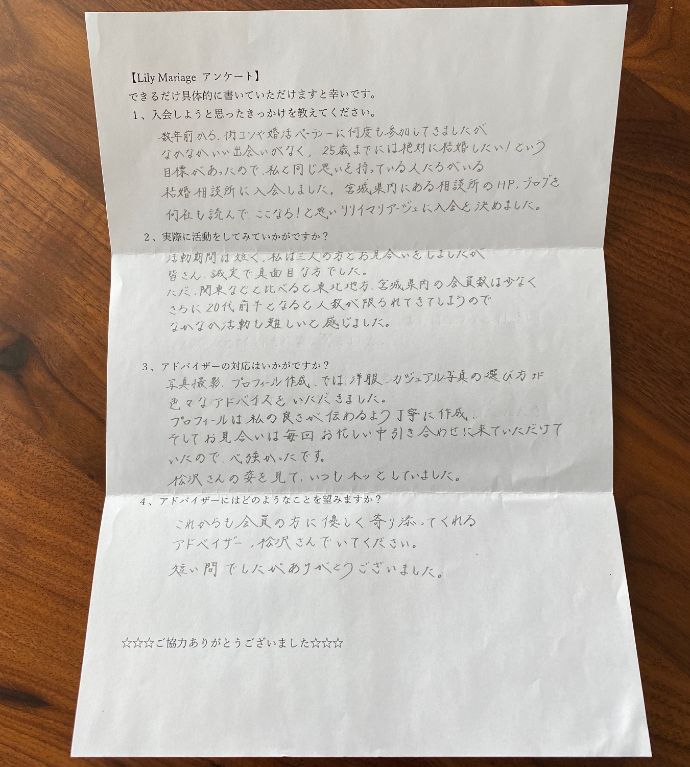 【Lily Mariage アンケート】
できるだけ具体的に書いていただけますと幸いです。
1、入会しようと思ったきっかけを教えてください。
数年前から、街コンや婚活パーティーに何度も参加してきましたが
なかなかいい出会いがなく、25歳までには絶対に結婚したい!という
目標があったので、私と同じ思いを持っている人たちがいる
結婚相談所に入会しました。宮城県内にある相談所のHP、ブログを
何社も読んで、ここなる!と思いリリイマリアージュに入会を決めました。
2、実際に活動をしてみていかがですか?
活動期間は短く、私は三人の方とお見合いをしましたが
皆さん、誠実で真面目な方でした。
ただ、関東などと比べると東北地方、宮城県内の会員数は少なく
さらに20代前半となると人数が限られてきてしまうので
なかなか活動も難しいと感じました。
3、アドバイザーの対応はいかがですか?
写真撮影、プロフィール作成、では、洋服、カジュアル写真の選び方など
色々なアドバイスをいただきました。
プロフィールは私の良さが伝わるよう丁寧に作成、
そしてお見合いは毎回お忙しい中引き合わせに来ていただけて
いたので、心強かったです。
松沢さんの姿を見て、いつもホッとしていました。
4、アドバイザーにはどのようなことを望みますか?
これからも会員の方に優しく寄り添ってくれる
アドバイザー、松沢さんでいてください。
短い間でしたがありがとうございました。
☆☆☆ご協力ありがとうございました☆☆☆